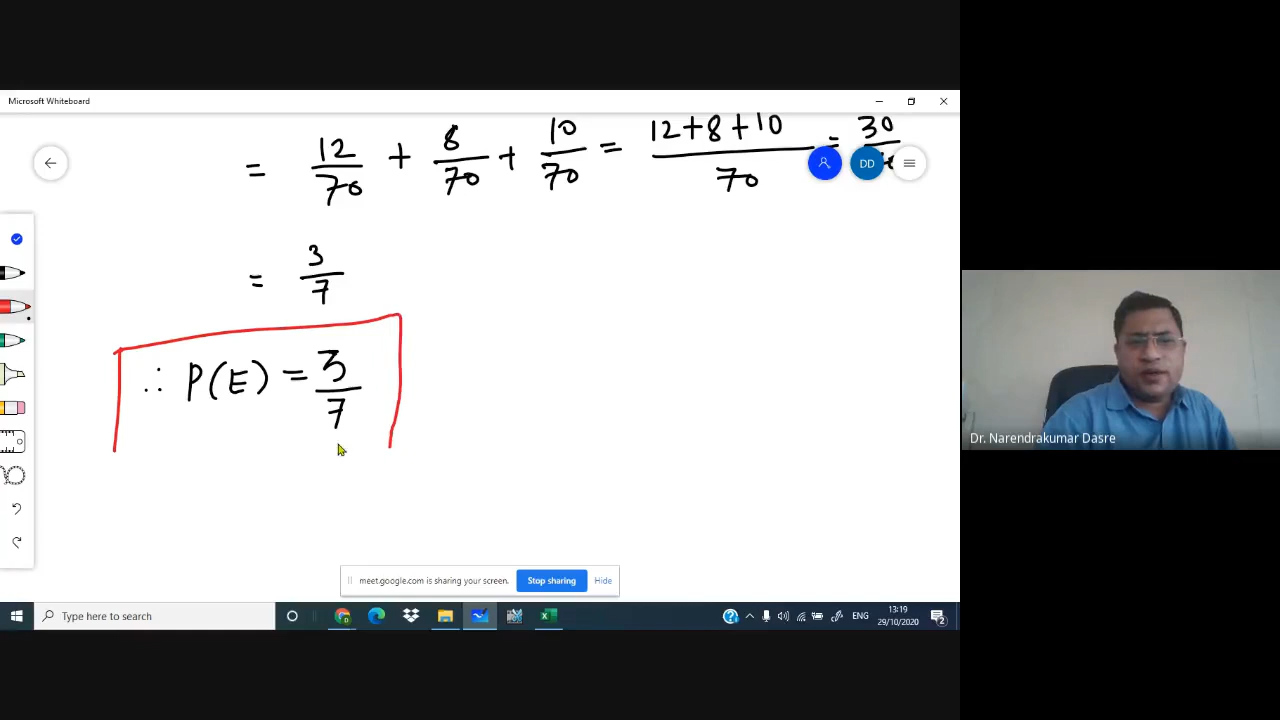 Microsoft Whiteboard
= 12/70 + 8/70 + 10/70 = 12+8+10/70 = 30/
DD
= 3/7
∴ P(E) = 3/7
Dr. Narendrakumar Dasre
meet.google.com is sharing your screen. Stop sharing Hide
Type here to search
ENG
13:19
29/10/2020
2